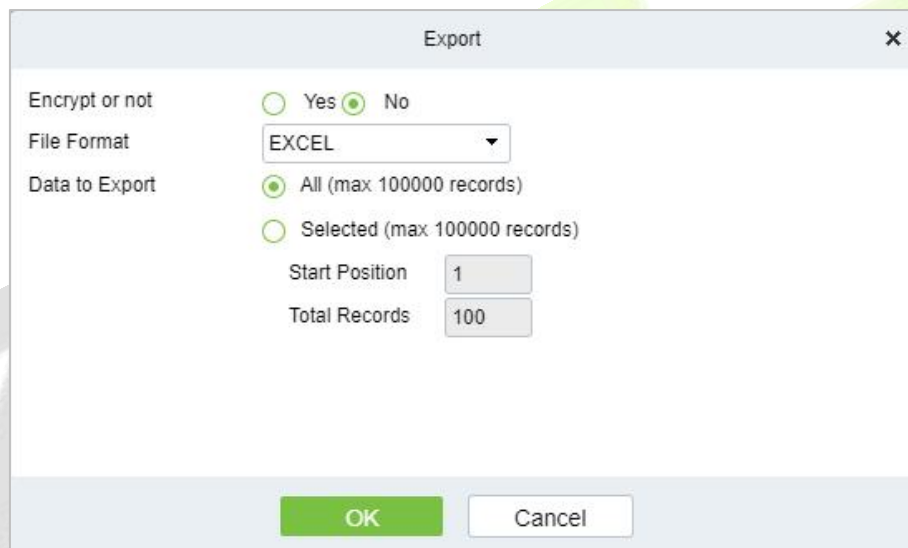 Export
Encrypt or not Yes No
File Format EXCEL
Data to Export All (max 100000 records)
Selected (max 100000 records)
Start Position 1
Total Records 100
OK Cancel